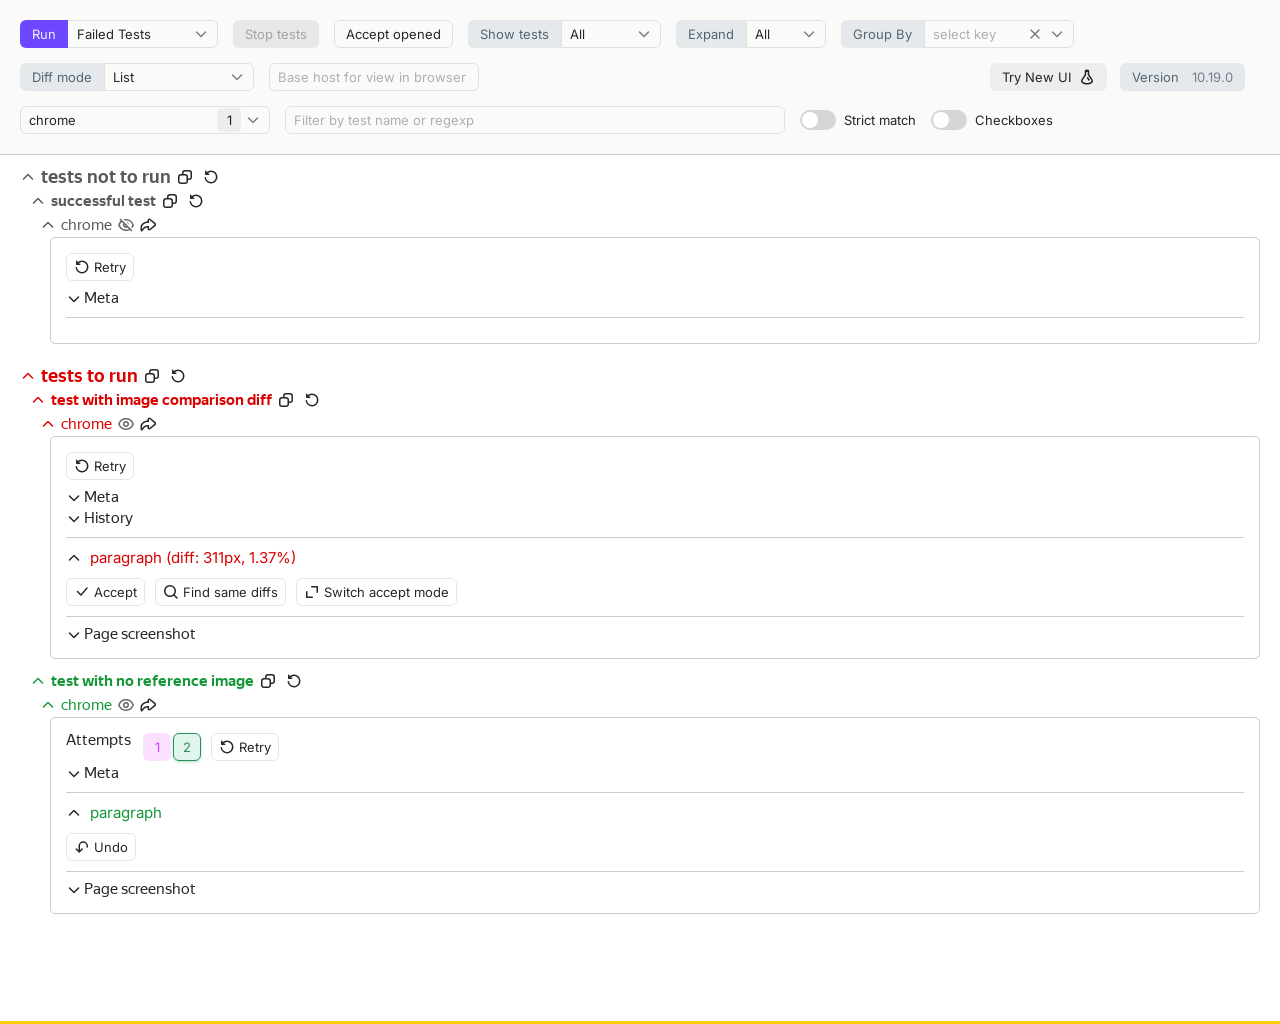 Run Failed Tests Stop tests Accept opened Show tests All Expand All Group By select key
Diff mode List Base host for view in browser Try New UI Version 10.19.0
chrome 1 Filter by test name or regexp Strict match Checkboxes
tests not to run
successful test
chrome
Retry
Meta
tests to run
test with image comparison diff
chrome
Retry
Meta
History
paragraph (diff: 311px, 1.37%)
Accept Find same diffs Switch accept mode
Page screenshot
test with no reference image
chrome
Attempts 1 2 Retry
Meta
paragraph
Undo
Page screenshot